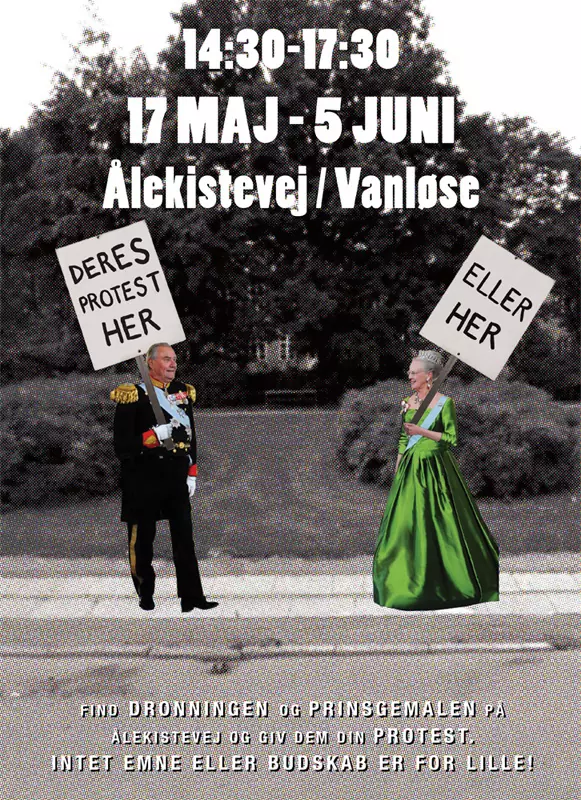 14:30-17:30
17 MAJ - 5 JUNI
Ålekistevej / Vanløse
DERES
PROTEST
HER
ELLER
HER
FIND DRONNINGEN OG PRINSGEMALEN PÅ
ÅLEKISTEVEJ OG GIV DEM DIN PROTEST.
INTET EMNE ELLER BUDSKAB ER FOR LILLE!